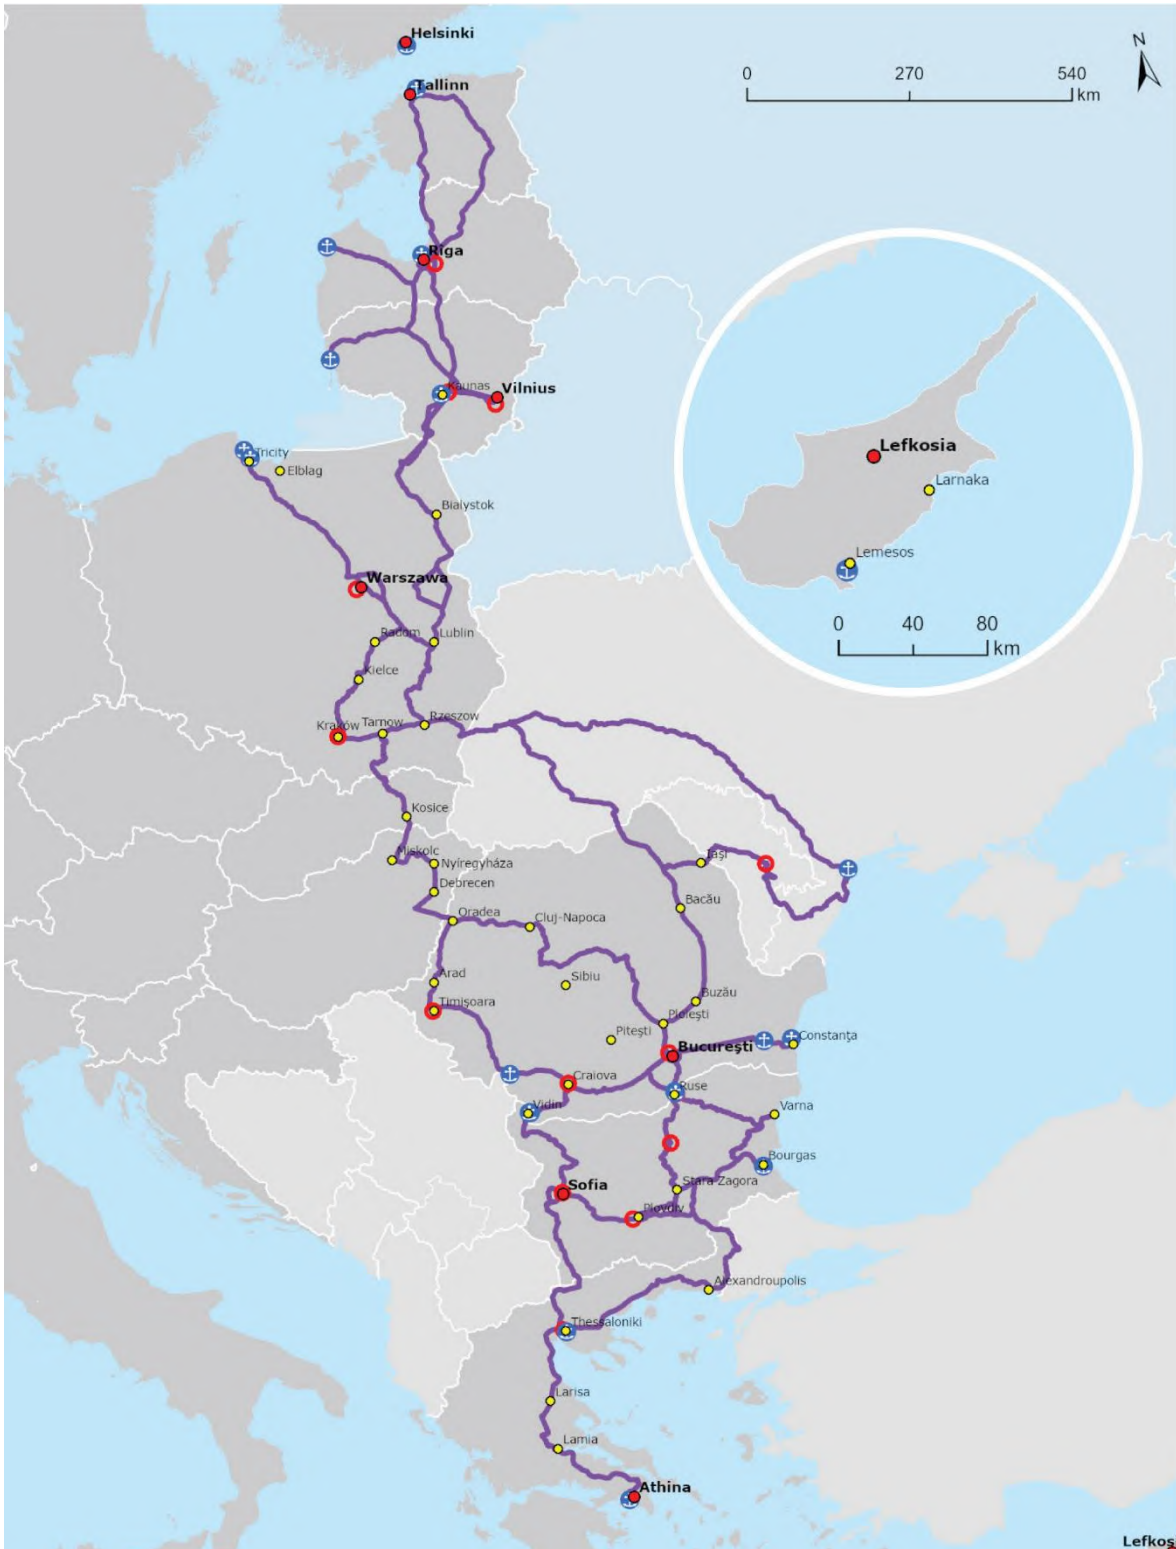 Helsinki
N
Tallinn
0 270 540
km
Riga
Kaunas
Vilnius
Tricity
Elblag
Lefkosia
Larnaka
Bialystok
Lemesos
Warszawa
0 40 80
km
Radom
Lublin
Kielce
Kraków
Tarnow
Rzeszow
Kosice
Miskolc
Nyíregyháza
Iaşi
Debrecen
Bacău
Oradea
Cluj-Napoca
Arad
Sibiu
Timişoara
Buzău
Ploieşti
Piteşti
Constanţa
Bucureşti
Craiova
Ruse
Vidin
Varna
Bourgas
Sofia
Stara Zagora
Plovdiv
Alexandroupolis
Thessaloniki
Larisa
Lamia
Athina
Lefkos